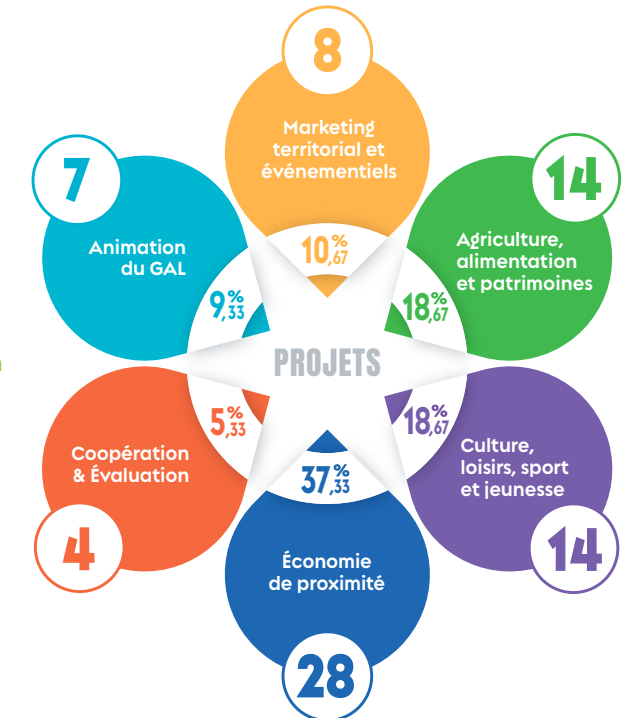 8
Marketing
territorial et
événementiels
10,67%
14
Agriculture,
alimentation
et patrimoines
18,67%
14
Culture,
loisirs, sport
et jeunesse
18,67%
28
Économie
de proximité
37,33%
4
Coopération
& Évaluation
5,33%
7
Animation
du GAL
9,33%
PROJETS